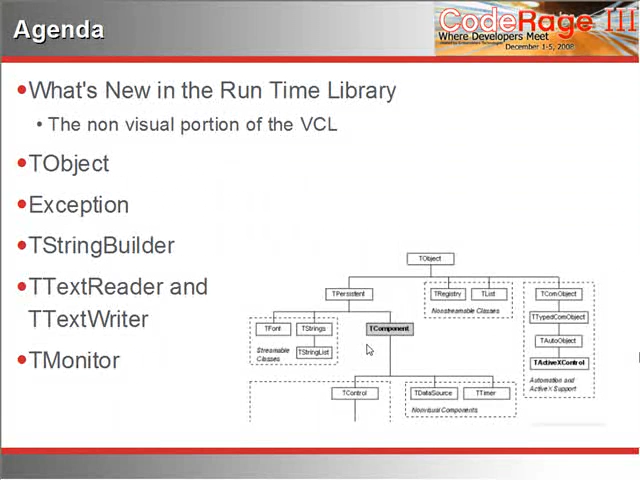 Agenda
CodeRage III
Where Developers Meet
December 1-5, 2008
•What's New in the Run Time Library
• The non visual portion of the VCL
•TObject
•Exception
•TStringBuilder
•TTextReader and
TTextWriter
•TMonitor
TObject
TPersistent
TRegistry
TList
TComObject
Nonstreamable Classes
TTypedComObject
TFont
TStrings
TComponent
TAutoObject
Streamable
Classes
TStringList
TActiveXControl
Automation and
ActiveX Support
TControl
TDataSource
TTimer
Nonvisual Components